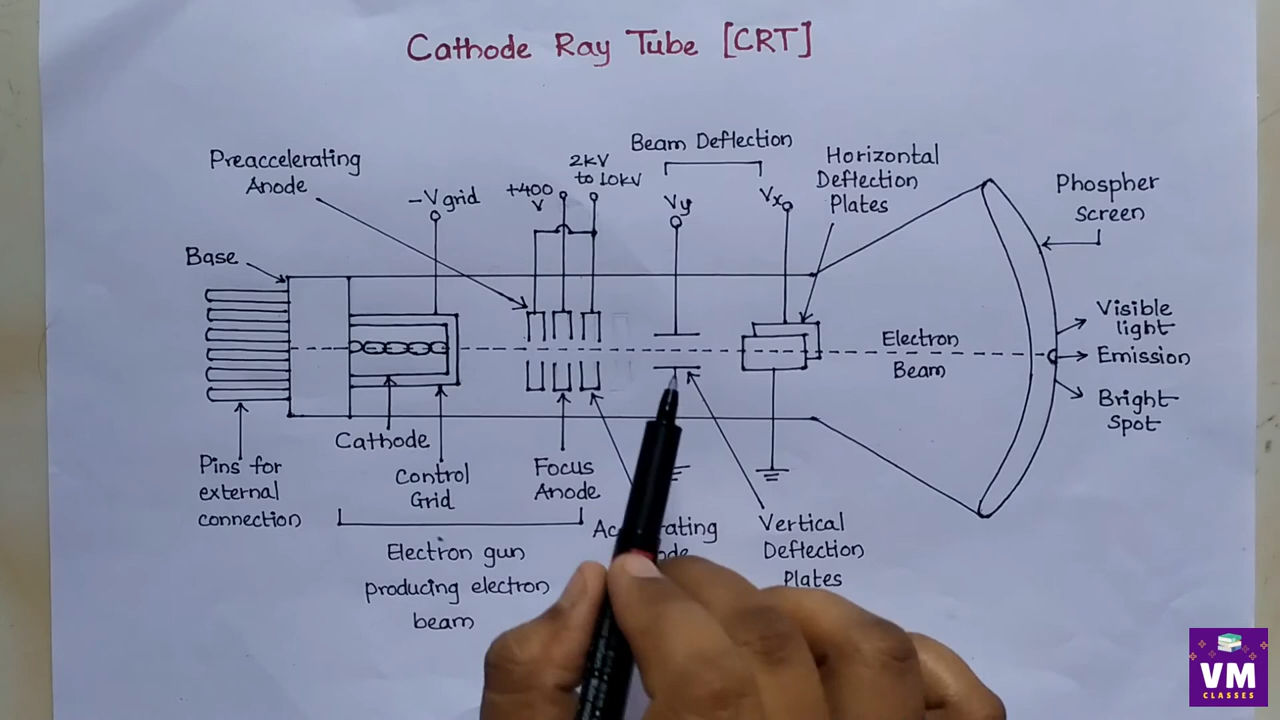 Cathode Ray Tube [CRT]
Beam Deflection
Preaccelerating
Anode
2kV
to 10kV
+400
V
-Vgrid
Vy
Vx
Horizontal
Deflection
Plates
Phospher
Screen
Base
Visible
light
Emission
Bright
Spot
Electron
Beam
Cathode
Control
Grid
Focus
Anode
Pins for
external
connection
Vertical
Deflection
Plates
Electron gun
producing electron
beam
VM
CLASSES